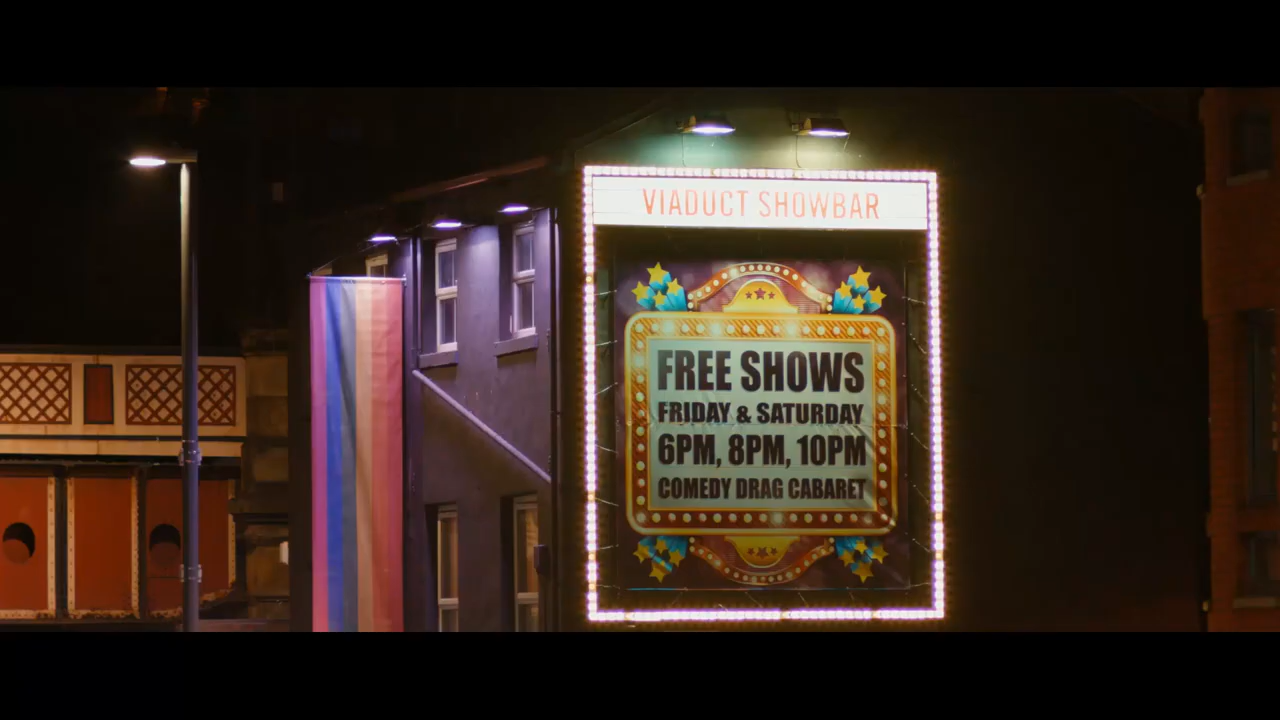 VIADUCT SHOWBAR
FREE SHOWS
FRIDAY & SATURDAY
6PM, 8PM, 10PM
COMEDY DRAG CABARET